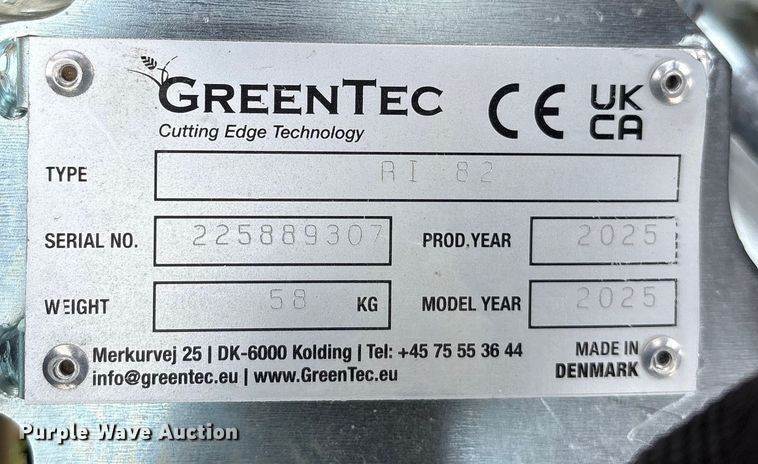 GREENTEC
Cutting Edge Technology
CE UK CA
TYPE RI 82
SERIAL NO. 225889307 PROD.YEAR 2025
WEIGHT 58 KG MODEL YEAR 2025
Merkurvej 25 | DK-6000 Kolding | Tel: +45 75 55 36 44
info@greentec.eu | www.GreenTec.eu
MADE IN
DENMARK
Purple Wave Auction